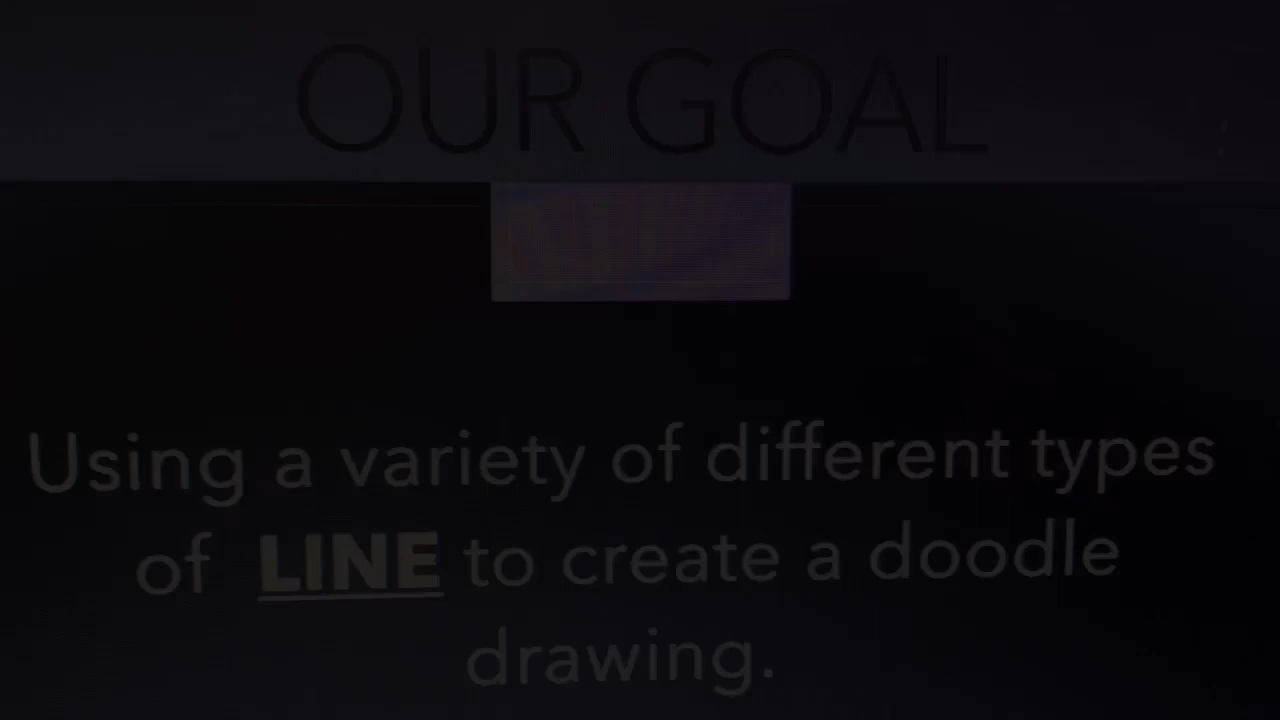 OUR GOAL
Using a variety of different types
of LINE to create a doodle
drawing.